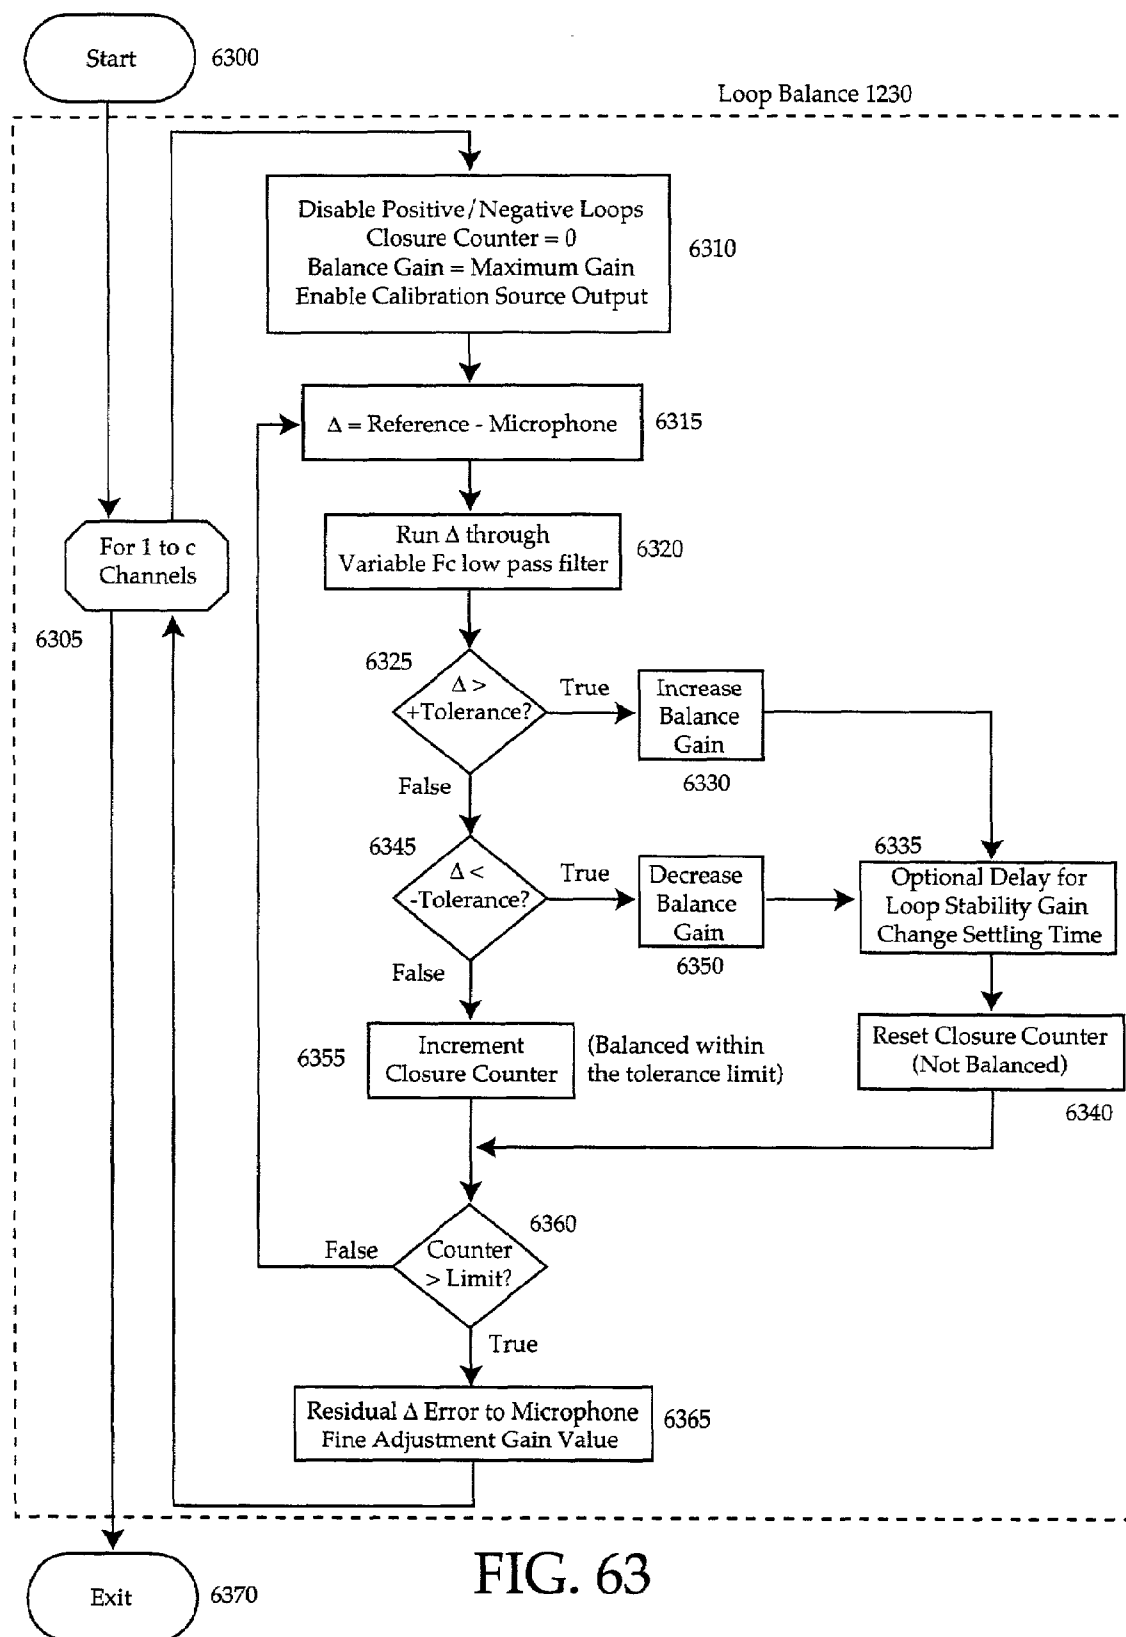 Start
6300
Loop Balance 1230
Disable Positive/Negative Loops
Closure Counter = 0
Balance Gain = Maximum Gain
Enable Calibration Source Output
6310
Δ = Reference - Microphone
6315
For 1 to c
Channels
6305
Run Δ through
Variable Fc low pass filter
6320
6325
Δ >
+Tolerance?
True
Increase
Balance
Gain
6330
False
6345
Δ <
-Tolerance?
True
Decrease
Balance
Gain
6350
6335
Optional Delay for
Loop Stability Gain
Change Settling Time
False
6355
Increment
Closure Counter
(Balanced within
the tolerance limit)
Reset Closure Counter
(Not Balanced)
6340
6360
False
Counter
> Limit?
True
Residual Δ Error to Microphone
Fine Adjustment Gain Value
6365
Exit
6370
FIG. 63